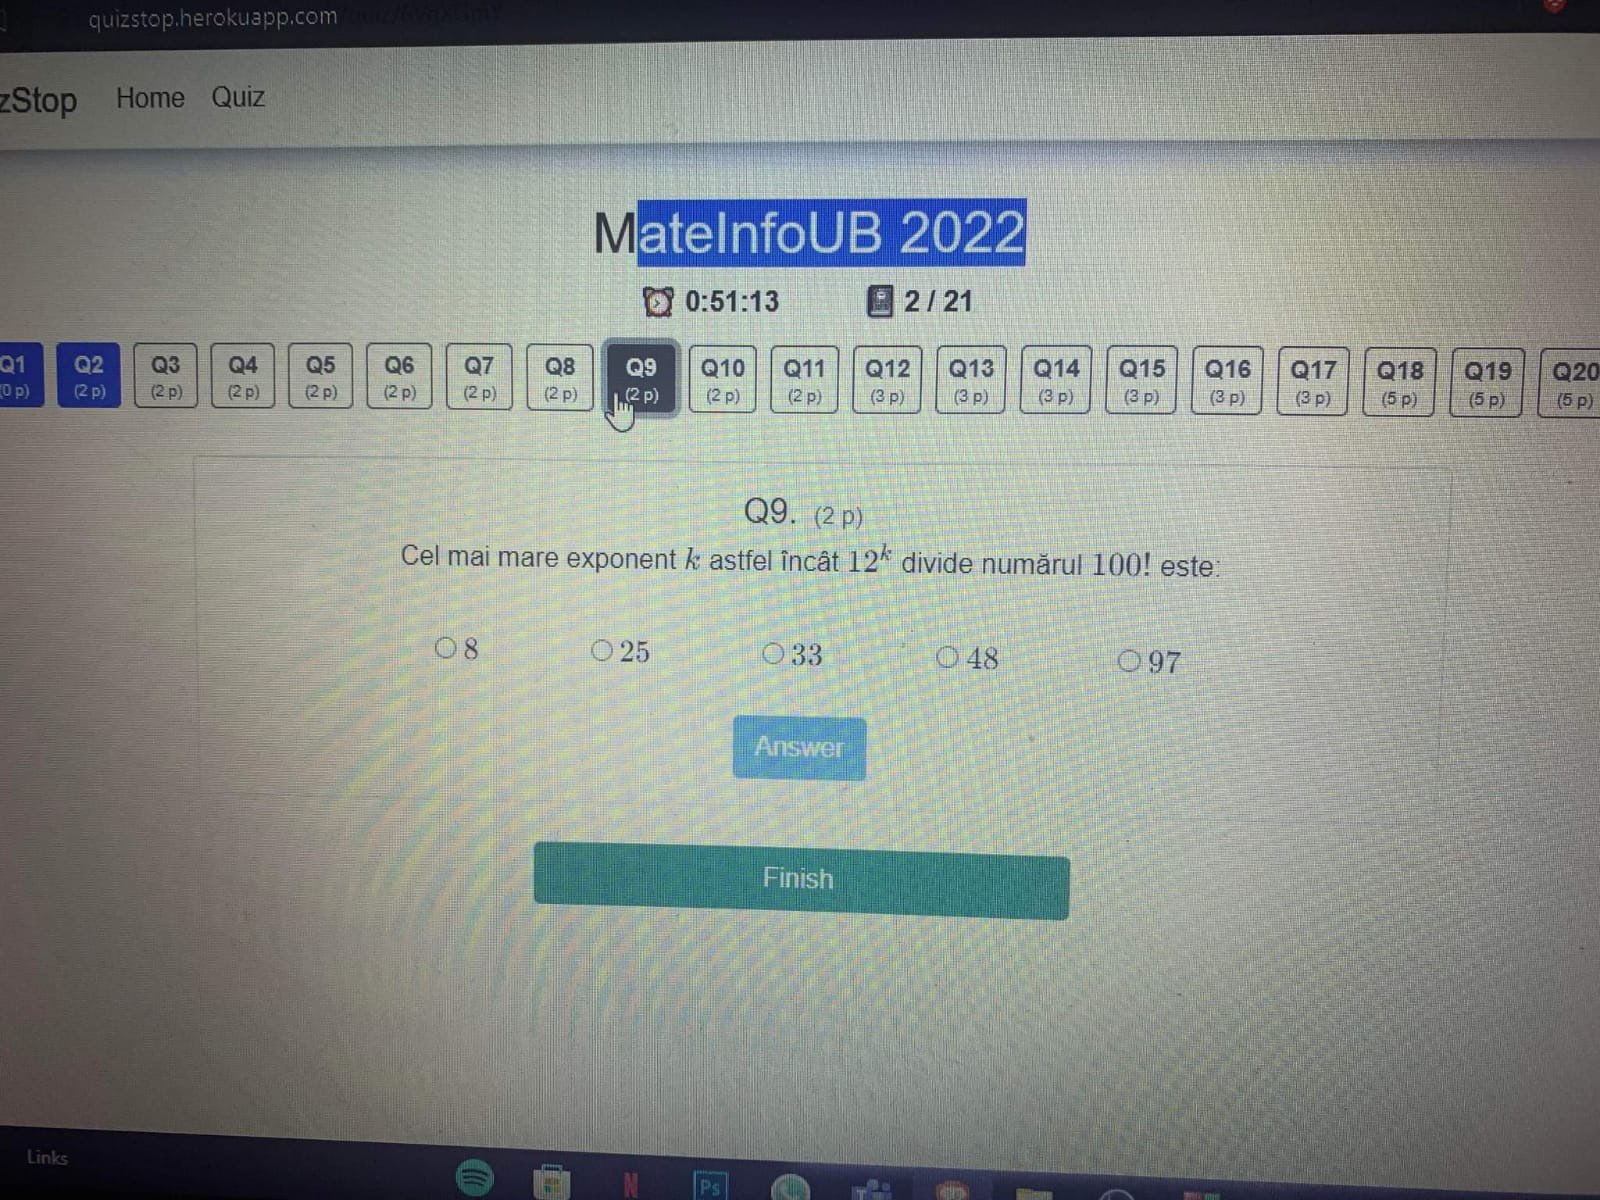 quizstop.herokuapp.com
zStop Home Quiz
MateInfoUB 2022
0:51:13 2 / 21
Q1 Q2 Q3 Q4 Q5 Q6 Q7 Q8 Q9 Q10 Q11 Q12 Q13 Q14 Q15 Q16 Q17 Q18 Q19 Q20
(0 p) (2 p) (2 p) (2 p) (2 p) (2 p) (2 p) (2 p) (2 p) (2 p) (2 p) (3 p) (3 p) (3 p) (3 p) (3 p) (3 p) (5 p) (5 p) (5 p)
Q9. (2 p)
Cel mai mare exponent k astfel încât 12^k divide numărul 100! este:
8 25 33 48 97
Answer
Finish
Links
N Ps